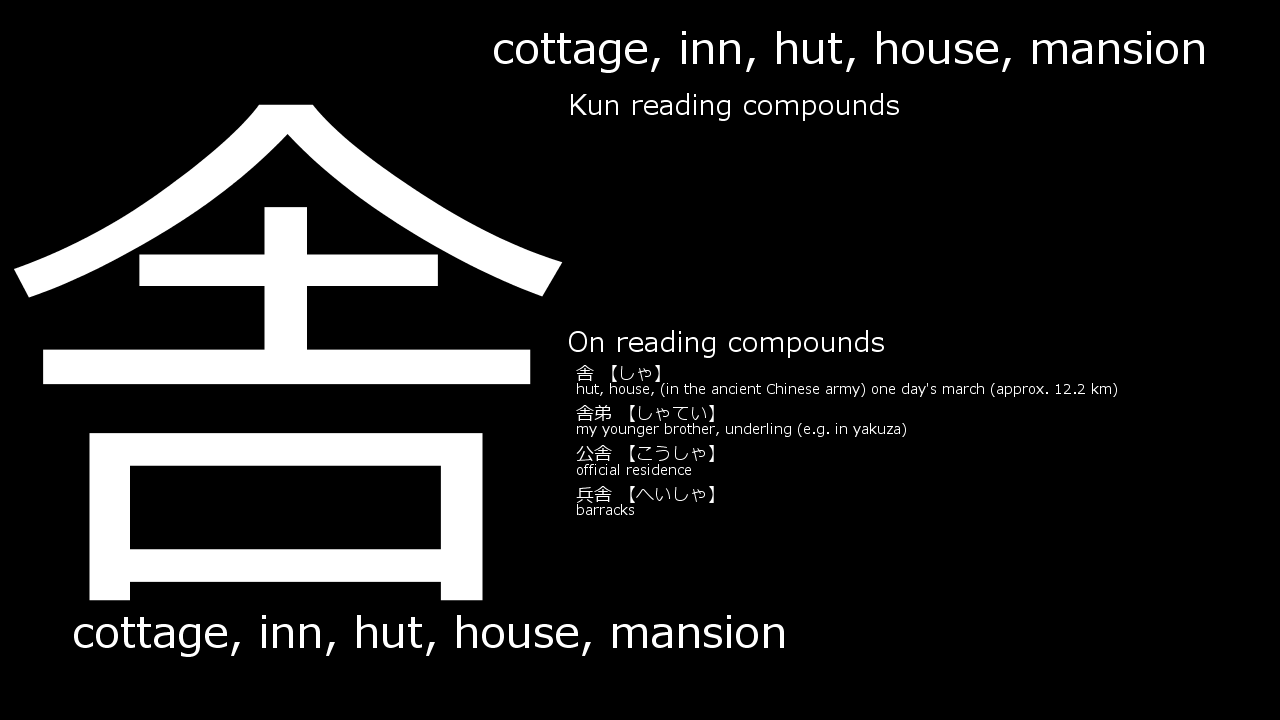 cottage, inn, hut, house, mansion
Kun reading compounds
舎
On reading compounds
舎 【しゃ】
hut, house, (in the ancient Chinese army) one day's march (approx. 12.2 km)
舎弟 【しゃてい】
my younger brother, underling (e.g. in yakuza)
公舎 【こうしゃ】
official residence
兵舎 【へいしゃ】
barracks
cottage, inn, hut, house, mansion